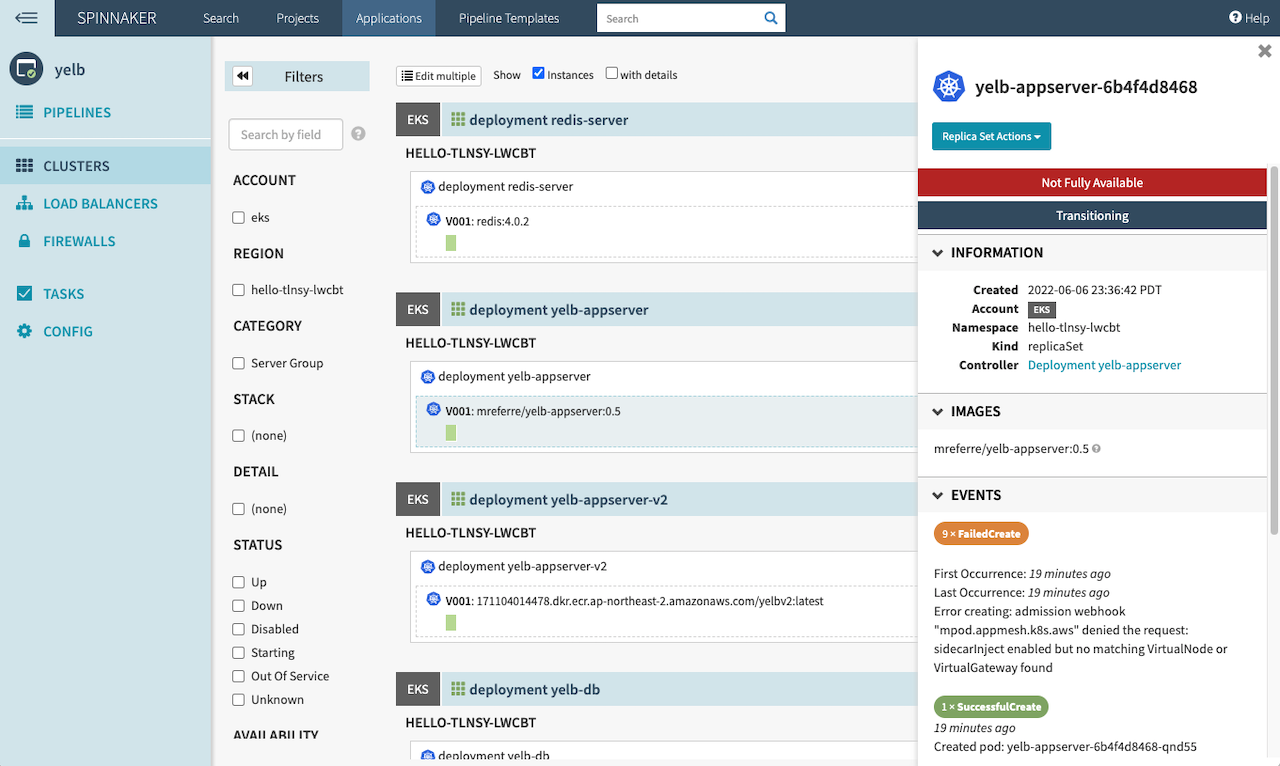 SPINNAKER Search Projects Applications Pipeline Templates Search Help
yelb
PIPELINES
CLUSTERS
LOAD BALANCERS
FIREWALLS
TASKS
CONFIG
Filters
Search by field
ACCOUNT
eks
REGION
hello-tlnsy-lwcbt
CATEGORY
Server Group
STACK
(none)
DETAIL
(none)
STATUS
Up
Down
Disabled
Starting
Out Of Service
Unknown
AVAILABILITY
Edit multiple Show Instances with details
EKS deployment redis-server
HELLO-TLNSY-LWCBT
deployment redis-server
V001: redis:4.0.2
EKS deployment yelb-appserver
HELLO-TLNSY-LWCBT
deployment yelb-appserver
V001: mreferre/yelb-appserver:0.5
EKS deployment yelb-appserver-v2
HELLO-TLNSY-LWCBT
deployment yelb-appserver-v2
V001: 171104014478.dkr.ecr.ap-northeast-2.amazonaws.com/yelbv2:latest
EKS deployment yelb-db
HELLO-TLNSY-LWCBT
deployment yelb-db
yelb-appserver-6b4f4d8468
Replica Set Actions
Not Fully Available
Transitioning
INFORMATION
Created 2022-06-06 23:36:42 PDT
Account EKS
Namespace hello-tlnsy-lwcbt
Kind replicaSet
Controller Deployment yelb-appserver
IMAGES
mreferre/yelb-appserver:0.5
EVENTS
9 × FailedCreate
First Occurrence: 19 minutes ago
Last Occurrence: 19 minutes ago
Error creating: admission webhook
"mpod.appmesh.k8s.aws" denied the request:
sidecarInject enabled but no matching VirtualNode or
VirtualGateway found
1 × SuccessfulCreate
19 minutes ago
Created pod: yelb-appserver-6b4f4d8468-qnd55